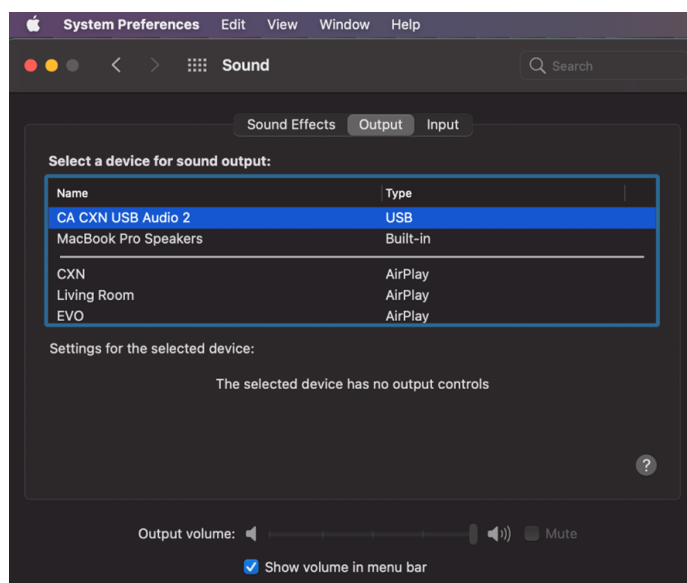 System Preferences Edit View Window Help
Sound
Search
Sound Effects Output Input
Select a device for sound output:
Name Type
CA CXN USB Audio 2 USB
MacBook Pro Speakers Built-in
CXN AirPlay
Living Room AirPlay
EVO AirPlay
Settings for the selected device:
The selected device has no output controls
?
Output volume: Mute
Show volume in menu bar